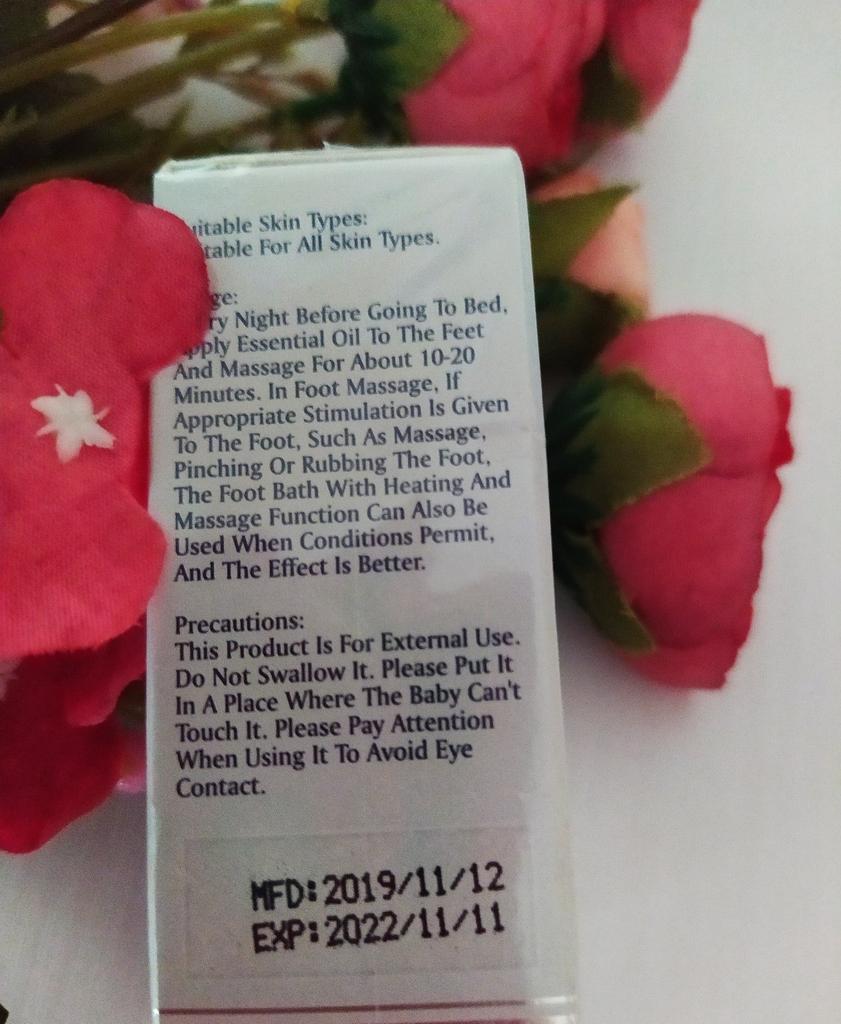 uitable Skin Types:
table For All Skin Types.
ge:
ry Night Before Going To Bed,
pply Essential Oil To The Feet
And Massage For About 10-20
Minutes. In Foot Massage, If
Appropriate Stimulation Is Given
To The Foot, Such As Massage,
Pinching Or Rubbing The Foot,
The Foot Bath With Heating And
Massage Function Can Also Be
Used When Conditions Permit,
And The Effect Is Better.
Precautions:
This Product Is For External Use.
Do Not Swallow It. Please Put It
In A Place Where The Baby Can't
Touch It. Please Pay Attention
When Using It To Avoid Eye
Contact.
MFD:2019/11/12
EXP:2022/11/11